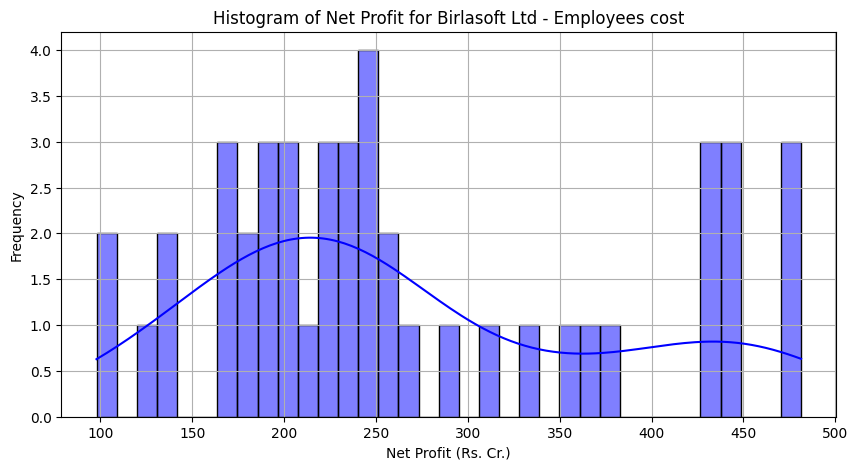 Histogram of Net Profit for Birlasoft Ltd - Employees cost
Frequency
4.0
3.5
3.0
2.5
2.0
1.5
1.0
0.5
0.0
100 150 200 250 300 350 400 450 500
Net Profit (Rs. Cr.)